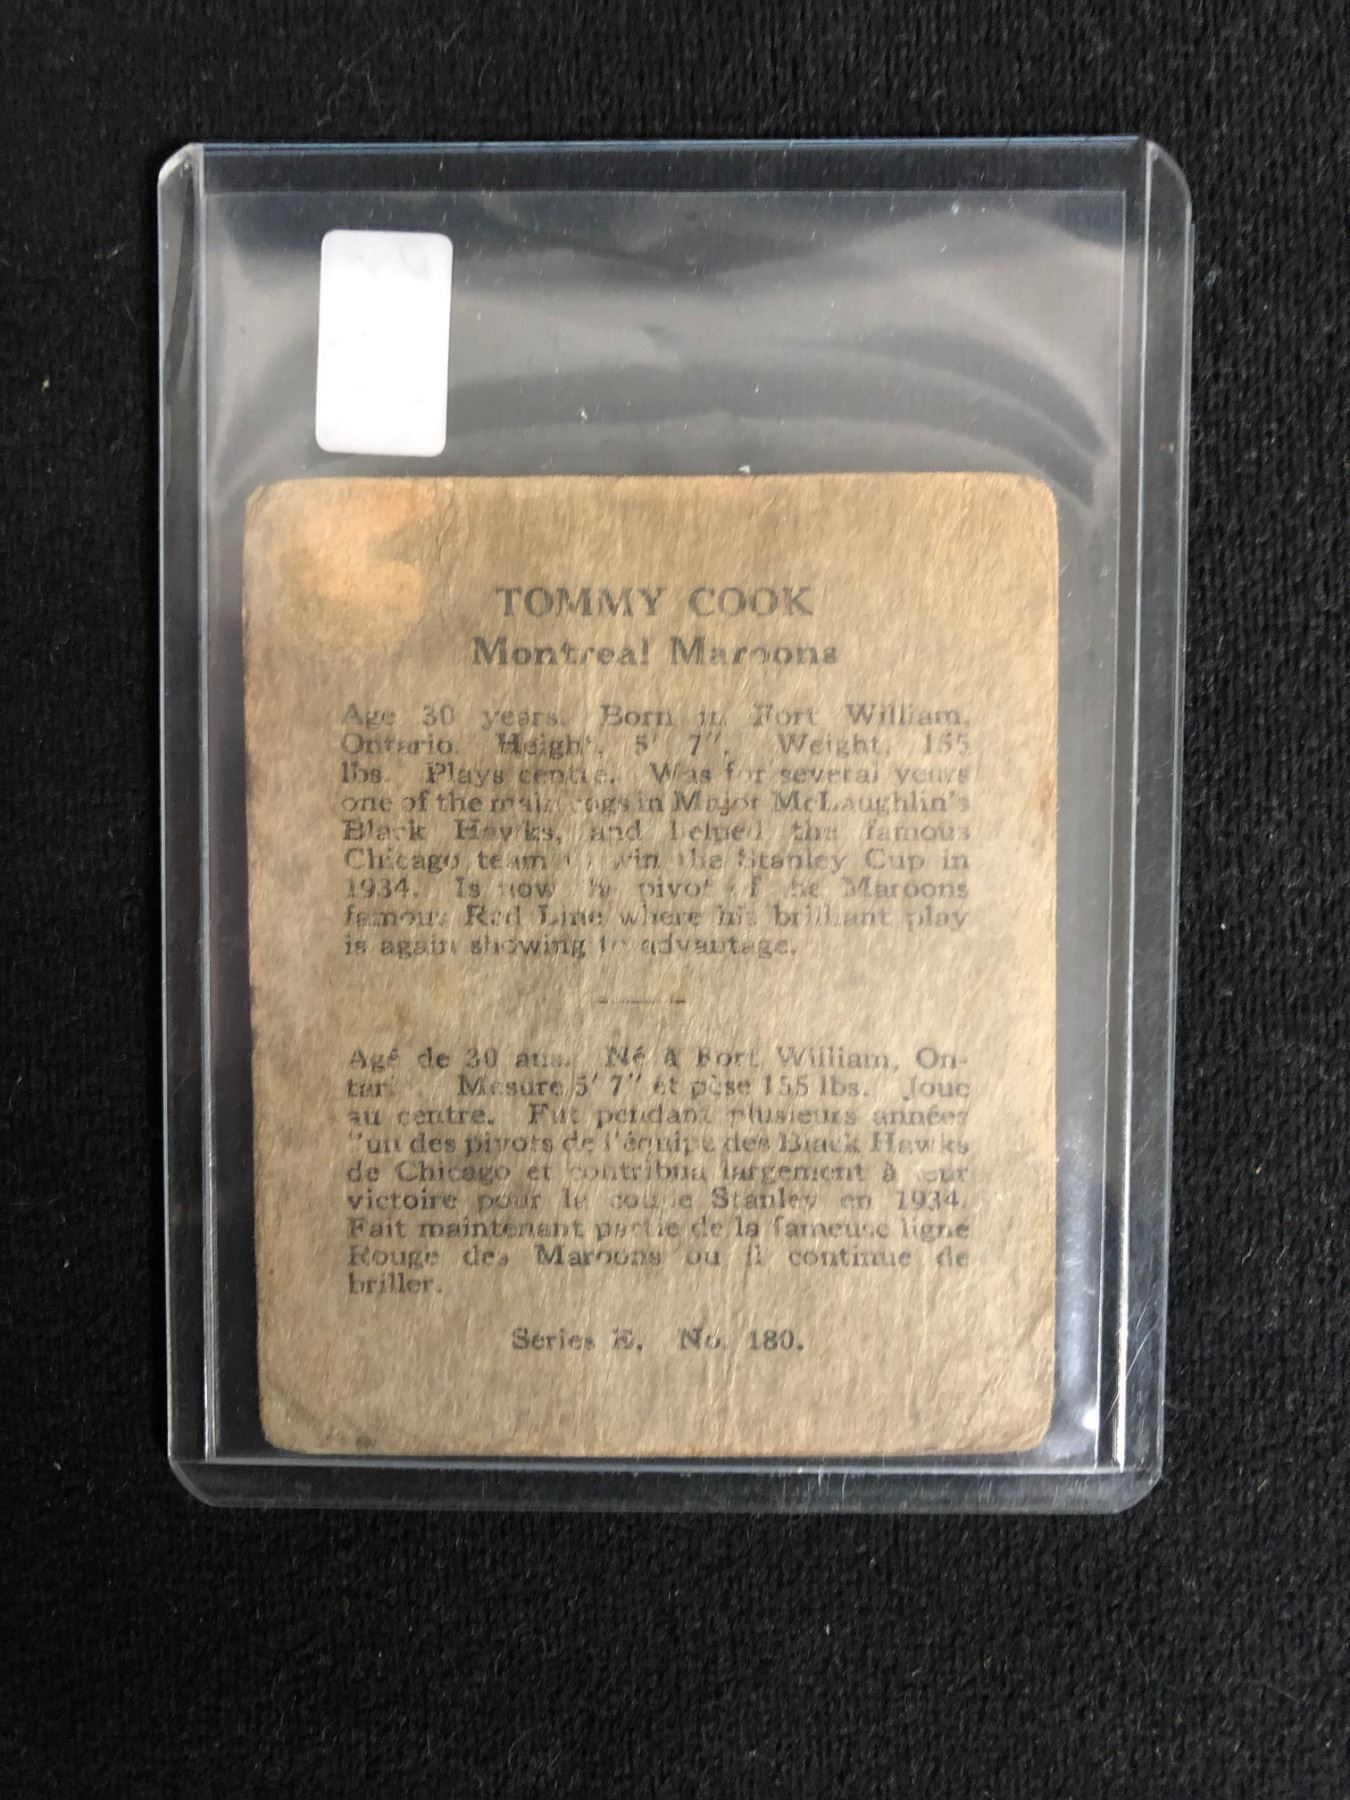 TOMMY COOK
Montreal Maroons
Age 30 years. Born in Fort William,
Ontario. Height, 5' 7". Weight, 155
lbs. Plays centre. Was for several years
one of the main cogs in Major McLaughlin's
Black Hawks, and helped the famous
Chicago team to win the Stanley Cup in
1934. Is now the pivot of the Maroons
famous Red Line where his brilliant play
is again showing to advantage.
Agé de 30 ans. Né à Fort William, On-
tario. Mesure 5' 7" et pèse 155 lbs. Joue
au centre. Fut pendant plusieurs années
l'un des pivots de l'équipe des Black Hawks
de Chicago et contribua largement à leur
victoire pour la coupe Stanley en 1934.
Fait maintenant partie de la fameuse ligne
Rouge des Maroons ou il continue de
briller.
Series E. No. 180.